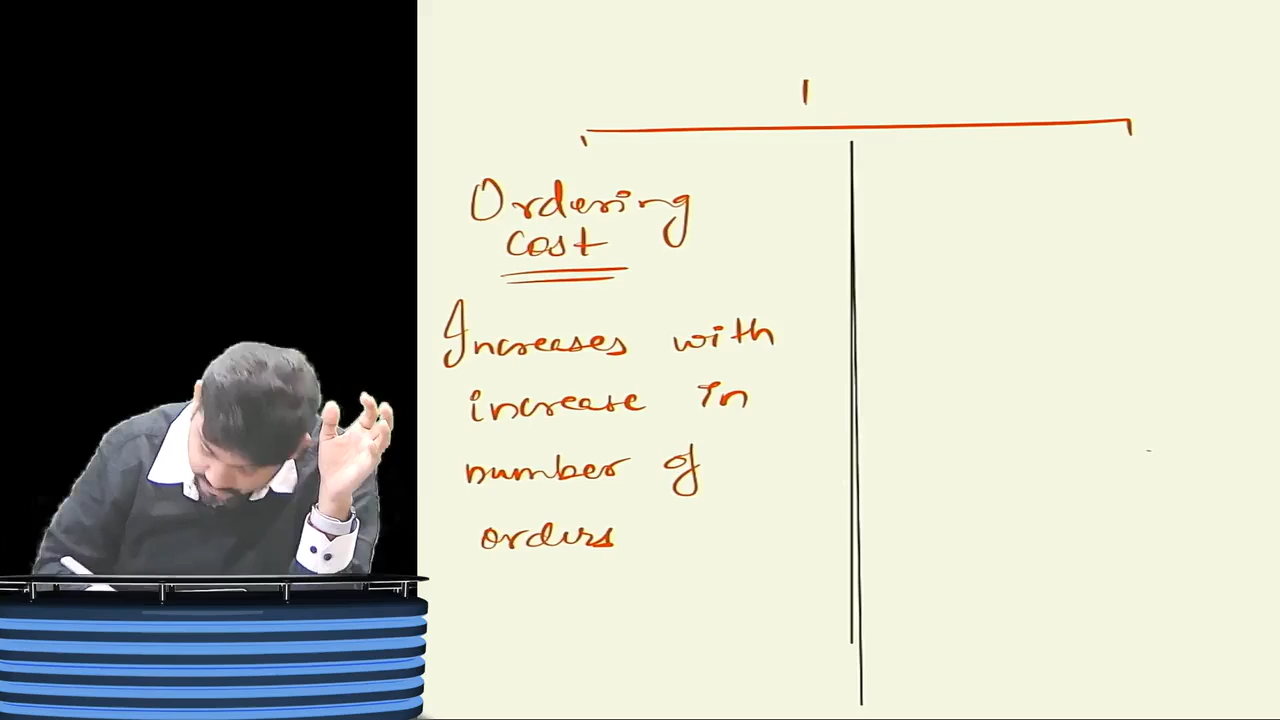 Ordering
cost
Increases with
increase In
number of
orders